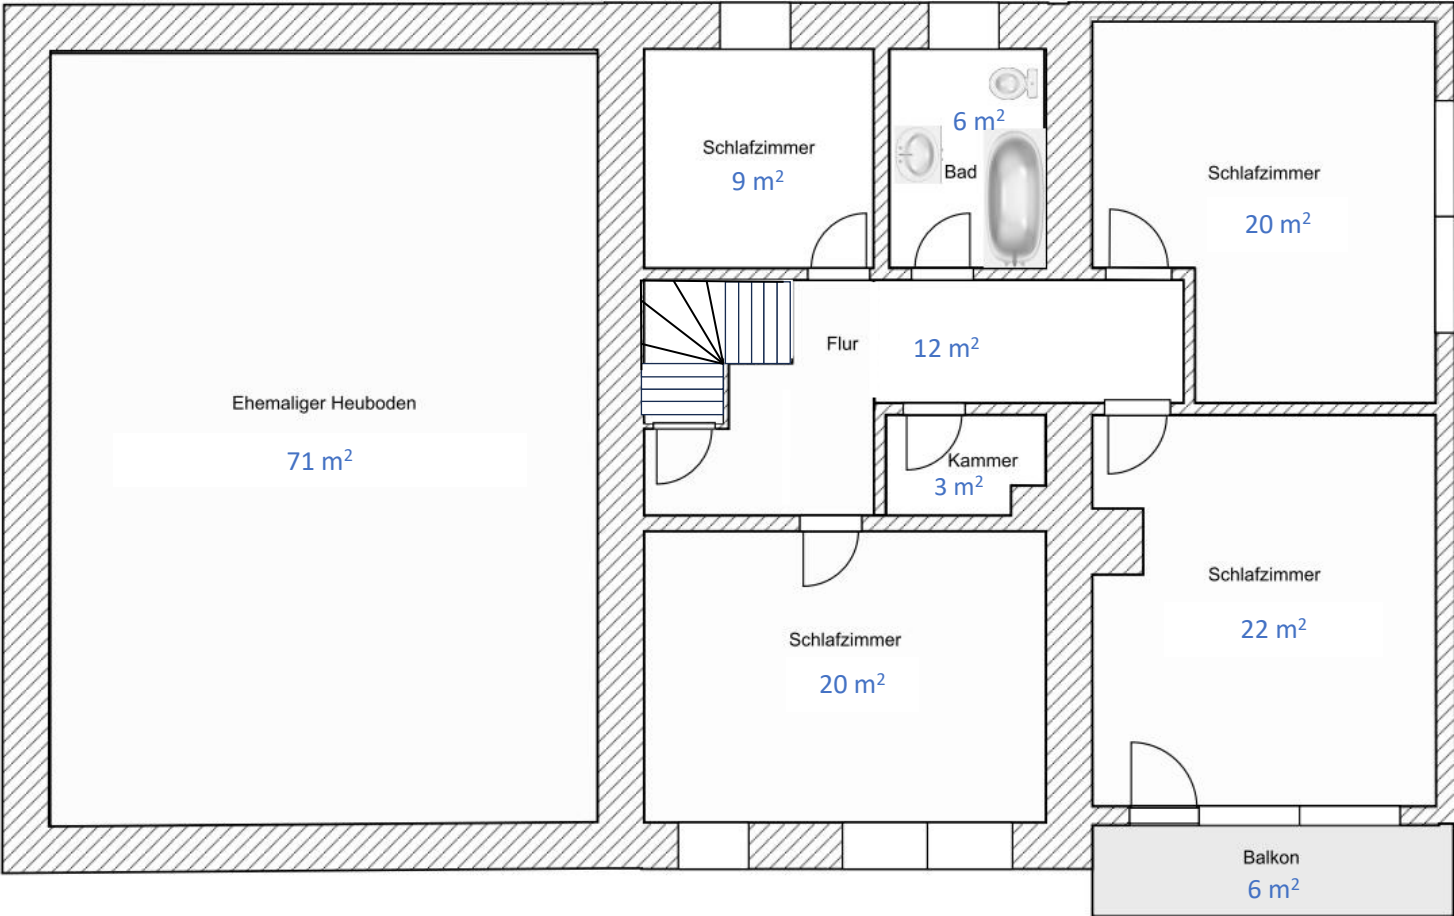 Schlafzimmer
9 m²
6 m²
Bad
Schlafzimmer
20 m²
Flur
12 m²
Ehemaliger Heuboden
71 m²
Kammer
3 m²
Schlafzimmer
20 m²
Schlafzimmer
22 m²
Balkon
6 m²